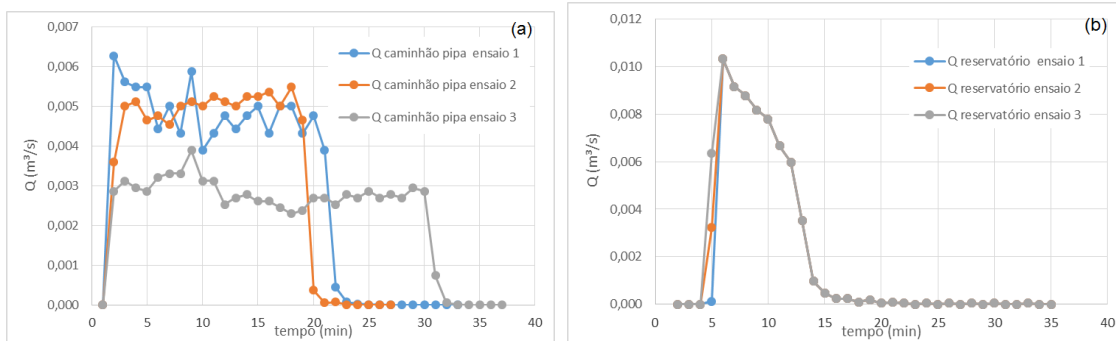 (a)
0,007
0,006
0,005
0,004
0,003
0,002
0,001
0,000
Q (m³/s)
Q caminhão pipa  ensaio 1
Q caminhão pipa ensaio 2
Q caminhão pipa ensaio 3
0 5 10 15 20 25 30 35 40
tempo (min)
(b)
0,012
0,010
0,008
0,006
0,004
0,002
0,000
Q (m³/s)
Q reservatório  ensaio 1
Q reservatório ensaio 2
Q reservatório ensaio 3
0 5 10 15 20 25 30 35 40
tempo (min)